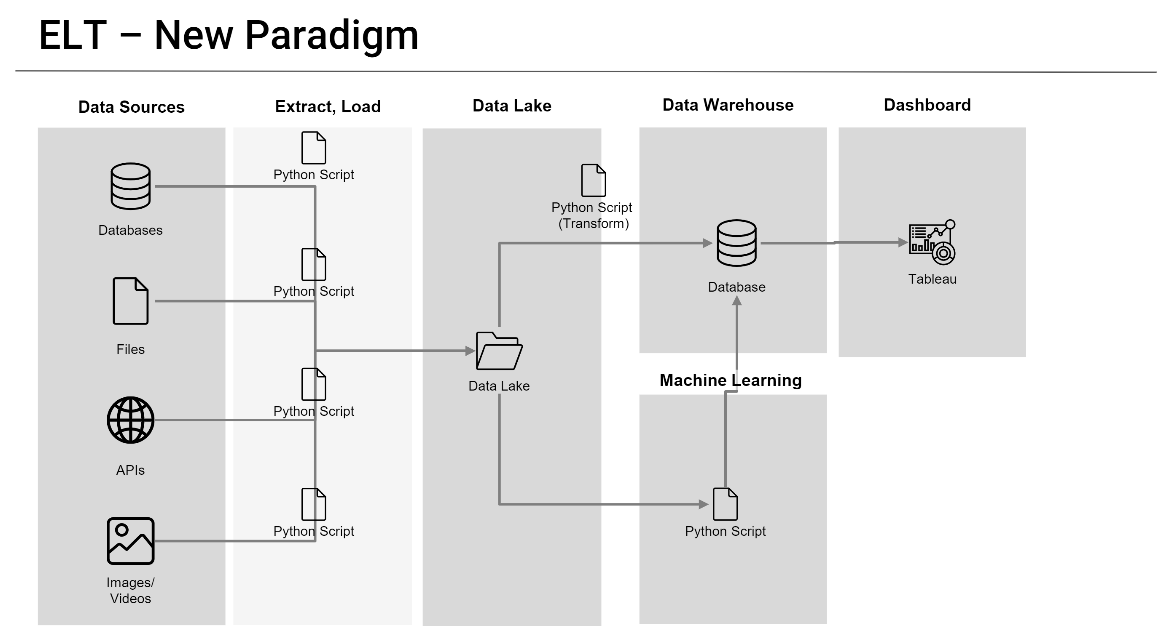 ELT – New Paradigm
Data Sources
Extract, Load
Data Lake
Data Warehouse
Dashboard
Databases
Files
APIs
Images/
Videos
Python Script
Python Script
Python Script
Python Script
Data Lake
Python Script
(Transform)
Database
Tableau
Machine Learning
Python Script